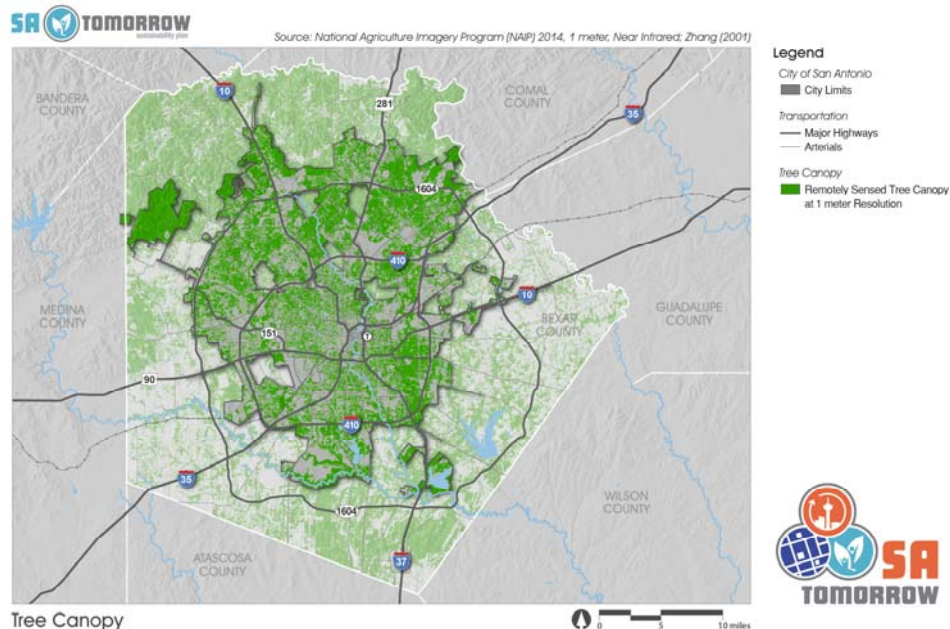 SA TOMORROW
sustainability plan
Source: National Agriculture Imagery Program (NAIP) 2014, 1 meter, Near Infrared; Zhang (2001)
Legend
City of San Antonio
City Limits
Transportation
Major Highways
Arterials
Tree Canopy
Remotely Sensed Tree Canopy
at 1 meter Resolution
BANDERA
COUNTY
10
281
COMAL
COUNTY
35
1604
410
10
MEDINA
COUNTY
BEXAR
COUNTY
GUADALUPE
COUNTY
151
90
410
35
1604
WILSON
COUNTY
ATASCOSA
COUNTY
37
SA
TOMORROW
Tree Canopy
0 5 10 miles